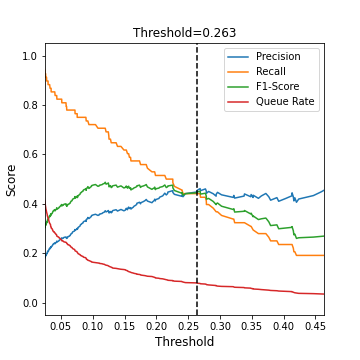 Threshold=0.263
Precision
Recall
F1-Score
Queue Rate
1.0
0.8
0.6
0.4
0.2
0.0
Score
0.05 0.10 0.15 0.20 0.25 0.30 0.35 0.40 0.45
Threshold